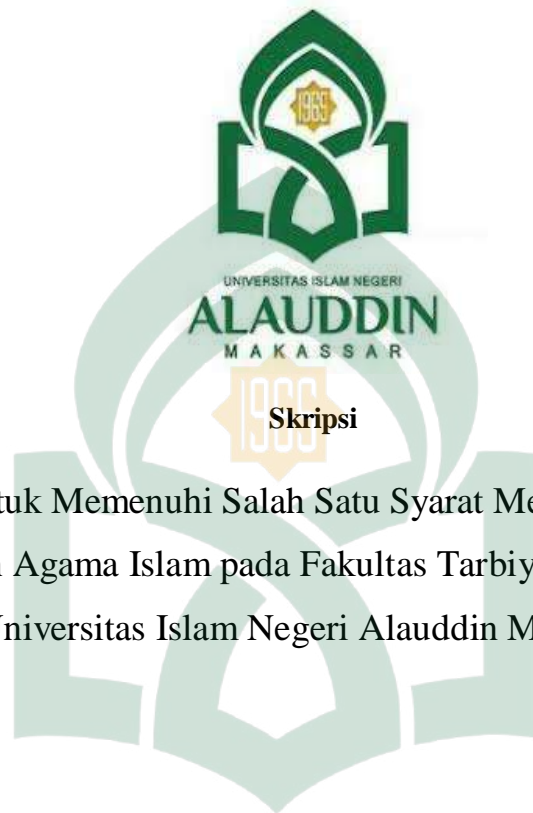 1965
UNIVERSITAS ISLAM NEGERI
ALAUDDIN
MAKASSAR
1965
Skripsi
tuk Memenuhi Salah Satu Syarat Me
Agama Islam pada Fakultas Tarbiy
Universitas Islam Negeri Alauddin M